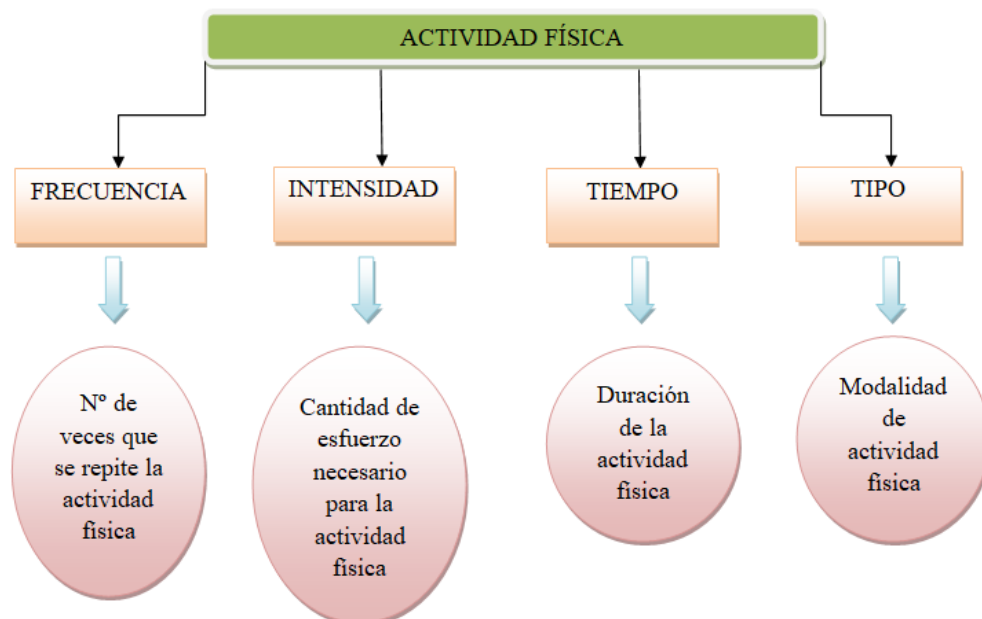 ACTIVIDAD FÍSICA
FRECUENCIA
INTENSIDAD
TIEMPO
TIPO
Nº de
veces que
se repite la
actividad
física
Cantidad de
esfuerzo
necesario
para la
actividad
física
Duración
de la
actividad
física
Modalidad
de
actividad
física